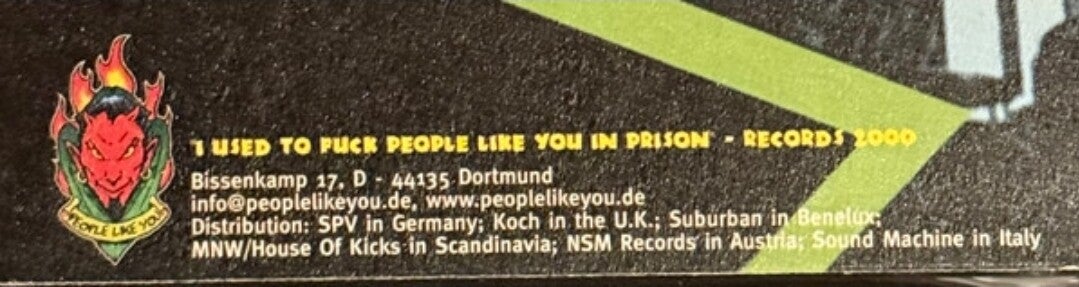 PEOPLE LIKE YOU
"I USED TO FUCK PEOPLE LIKE YOU IN PRISON" - RECORDS 2000
Bissenkamp 17, D - 44135 Dortmund
info@peoplelikeyou.de, www.peoplelikeyou.de
Distribution: SPV in Germany; Koch in the U.K.; Suburban in Benelux;
MNW/House Of Kicks in Scandinavia; NSM Records in Austria; Sound Machine in Italy